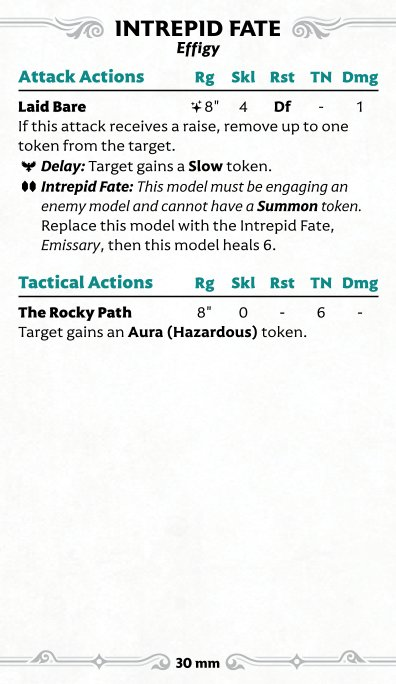 INTREPID FATE
Effigy
Attack Actions Rg Skl Rst TN Dmg
Laid Bare 8" 4 Df - 1
If this attack receives a raise, remove up to one
token from the target.
Delay: Target gains a Slow token.
Intrepid Fate: This model must be engaging an
enemy model and cannot have a Summon token.
Replace this model with the Intrepid Fate,
Emissary, then this model heals 6.
Tactical Actions Rg Skl Rst TN Dmg
The Rocky Path 8" 0 - 6 -
Target gains an Aura (Hazardous) token.
30 mm